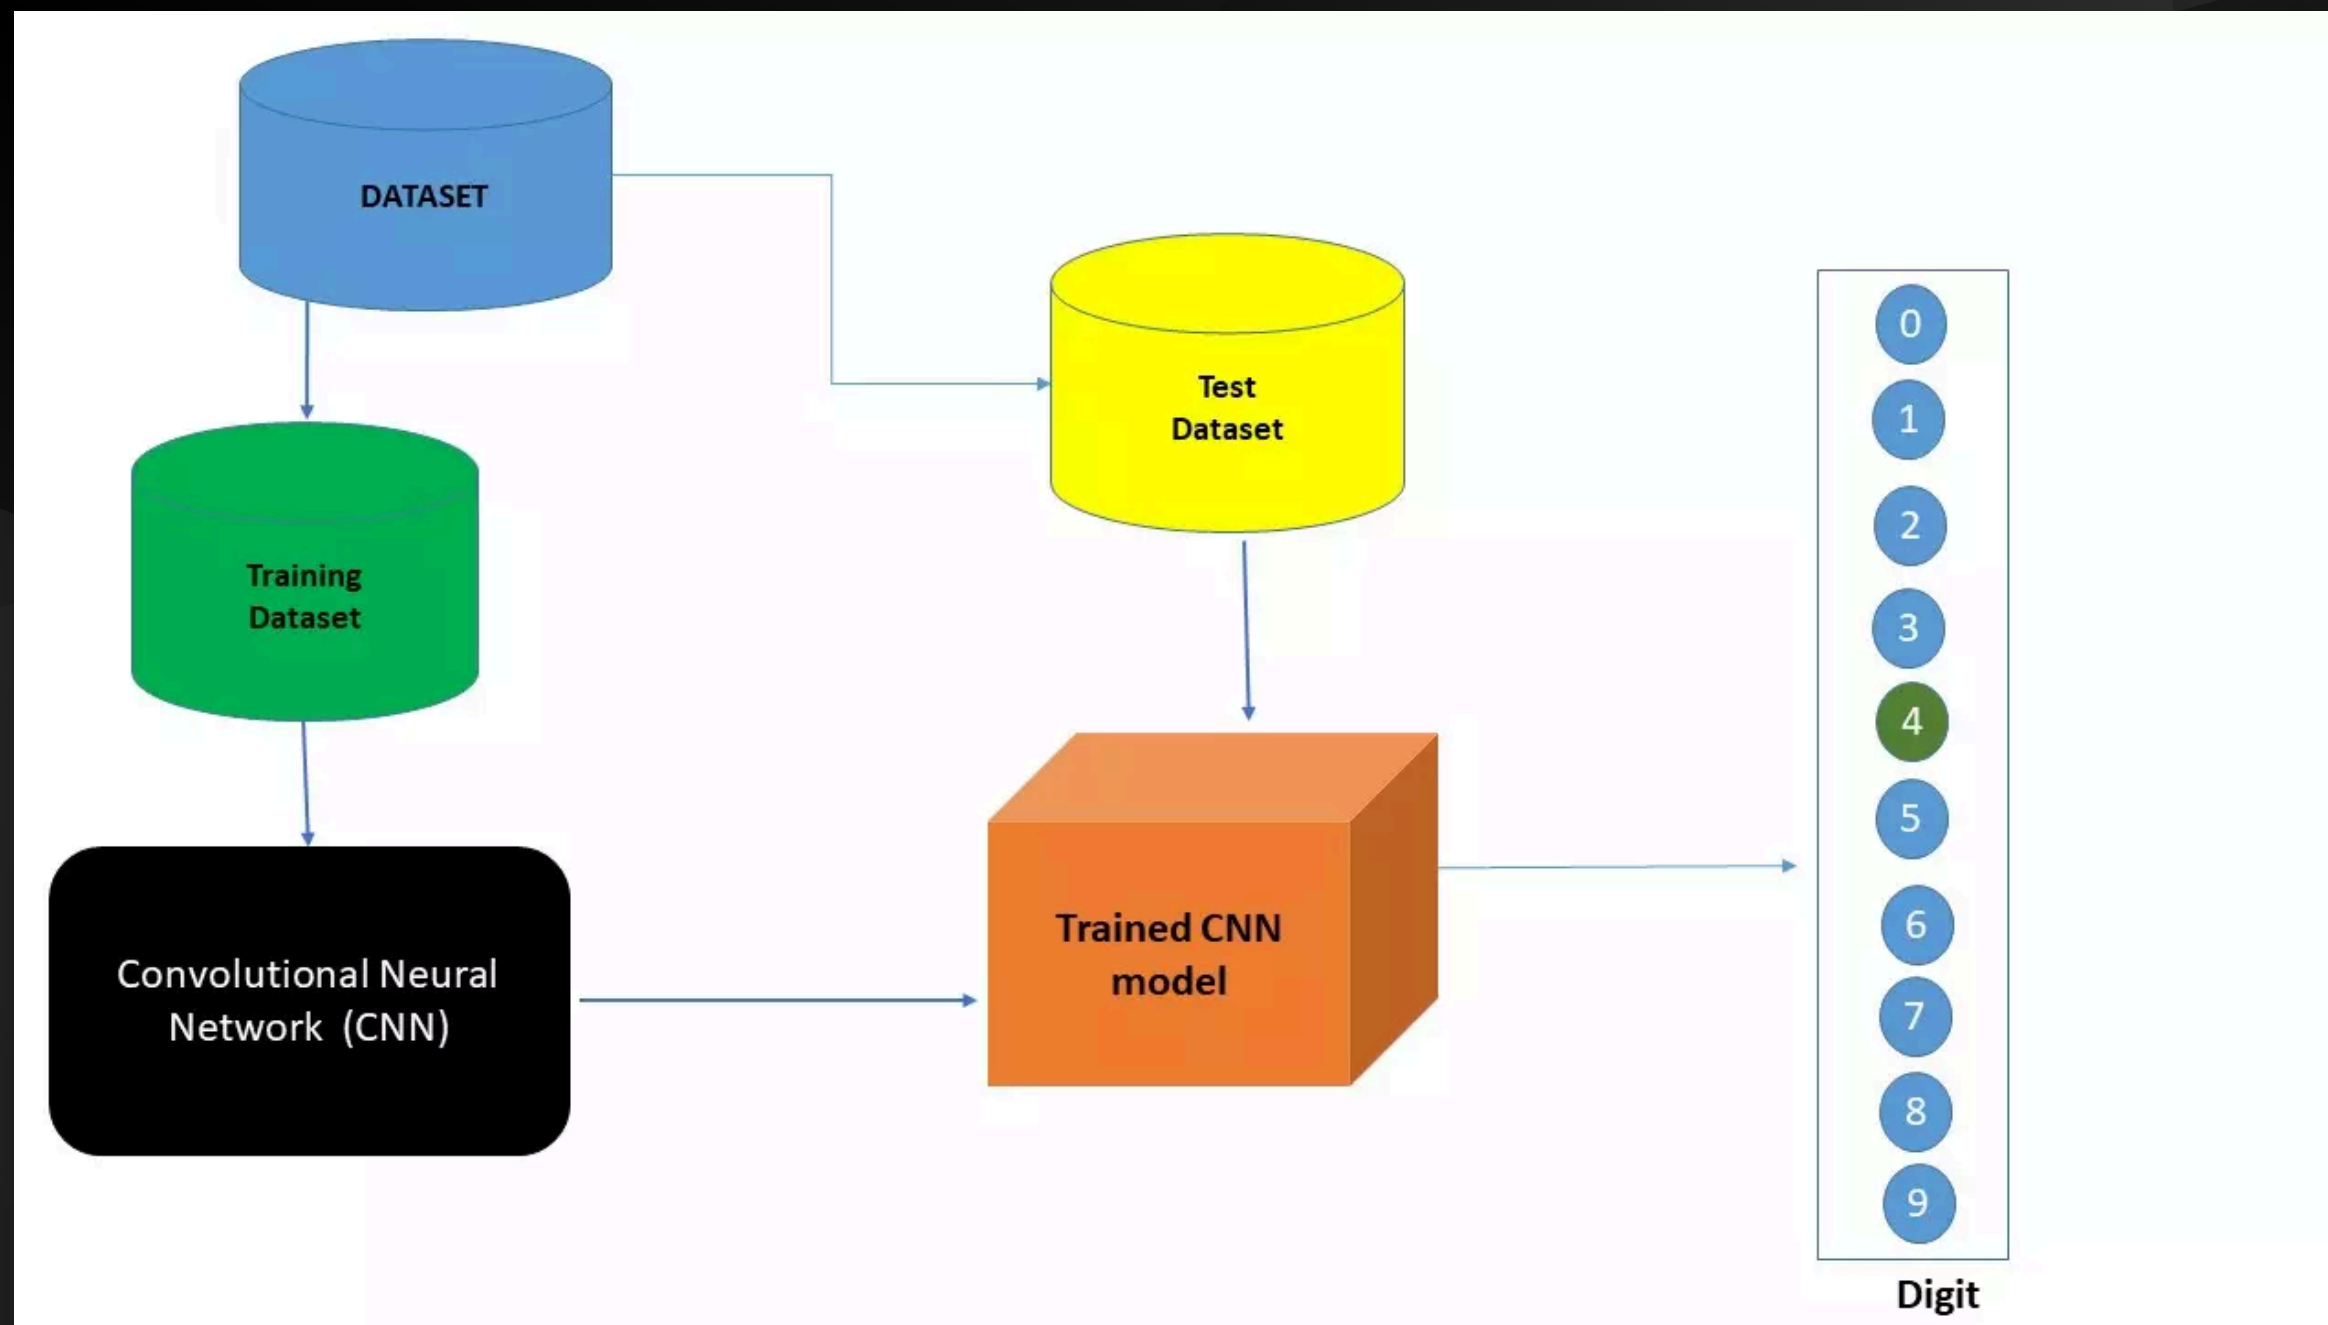 DATASET
Test
Dataset
Training
Dataset
Convolutional Neural
Network (CNN)
Trained CNN
model
0
1
2
3
4
5
6
7
8
9
Digit